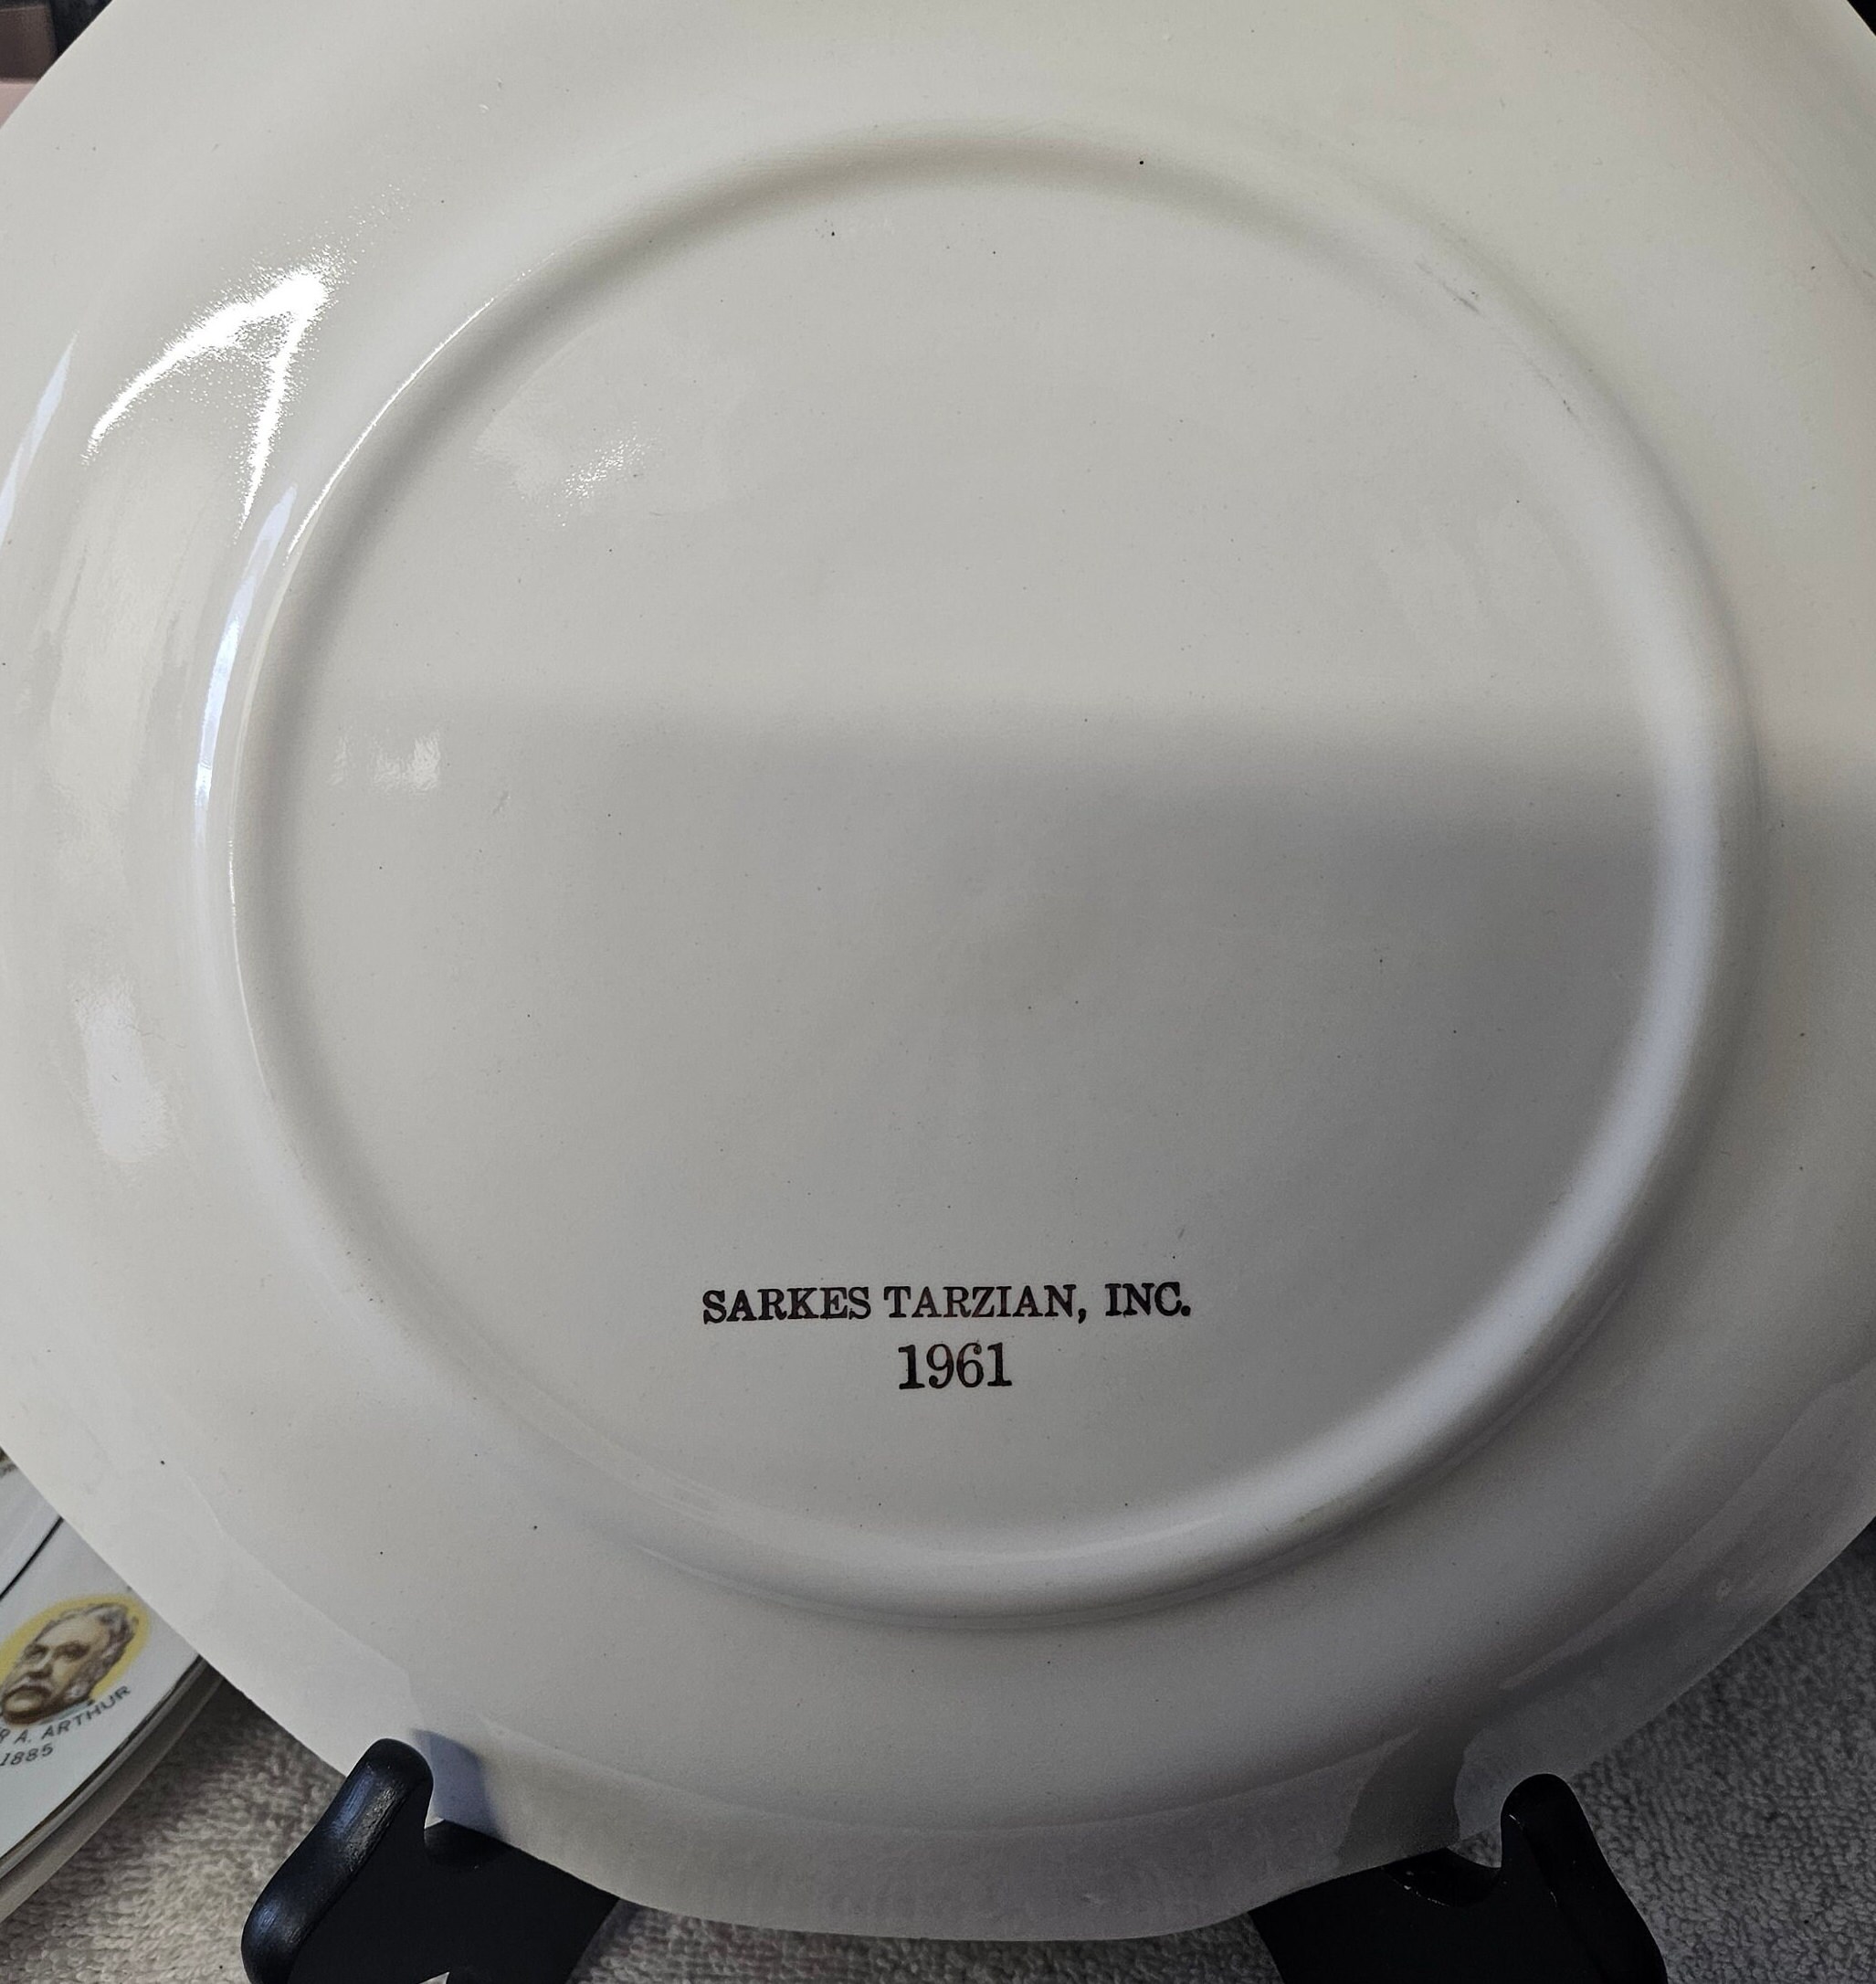 SARKES TARZIAN, INC.
1961
R A. ARTHUR
1885